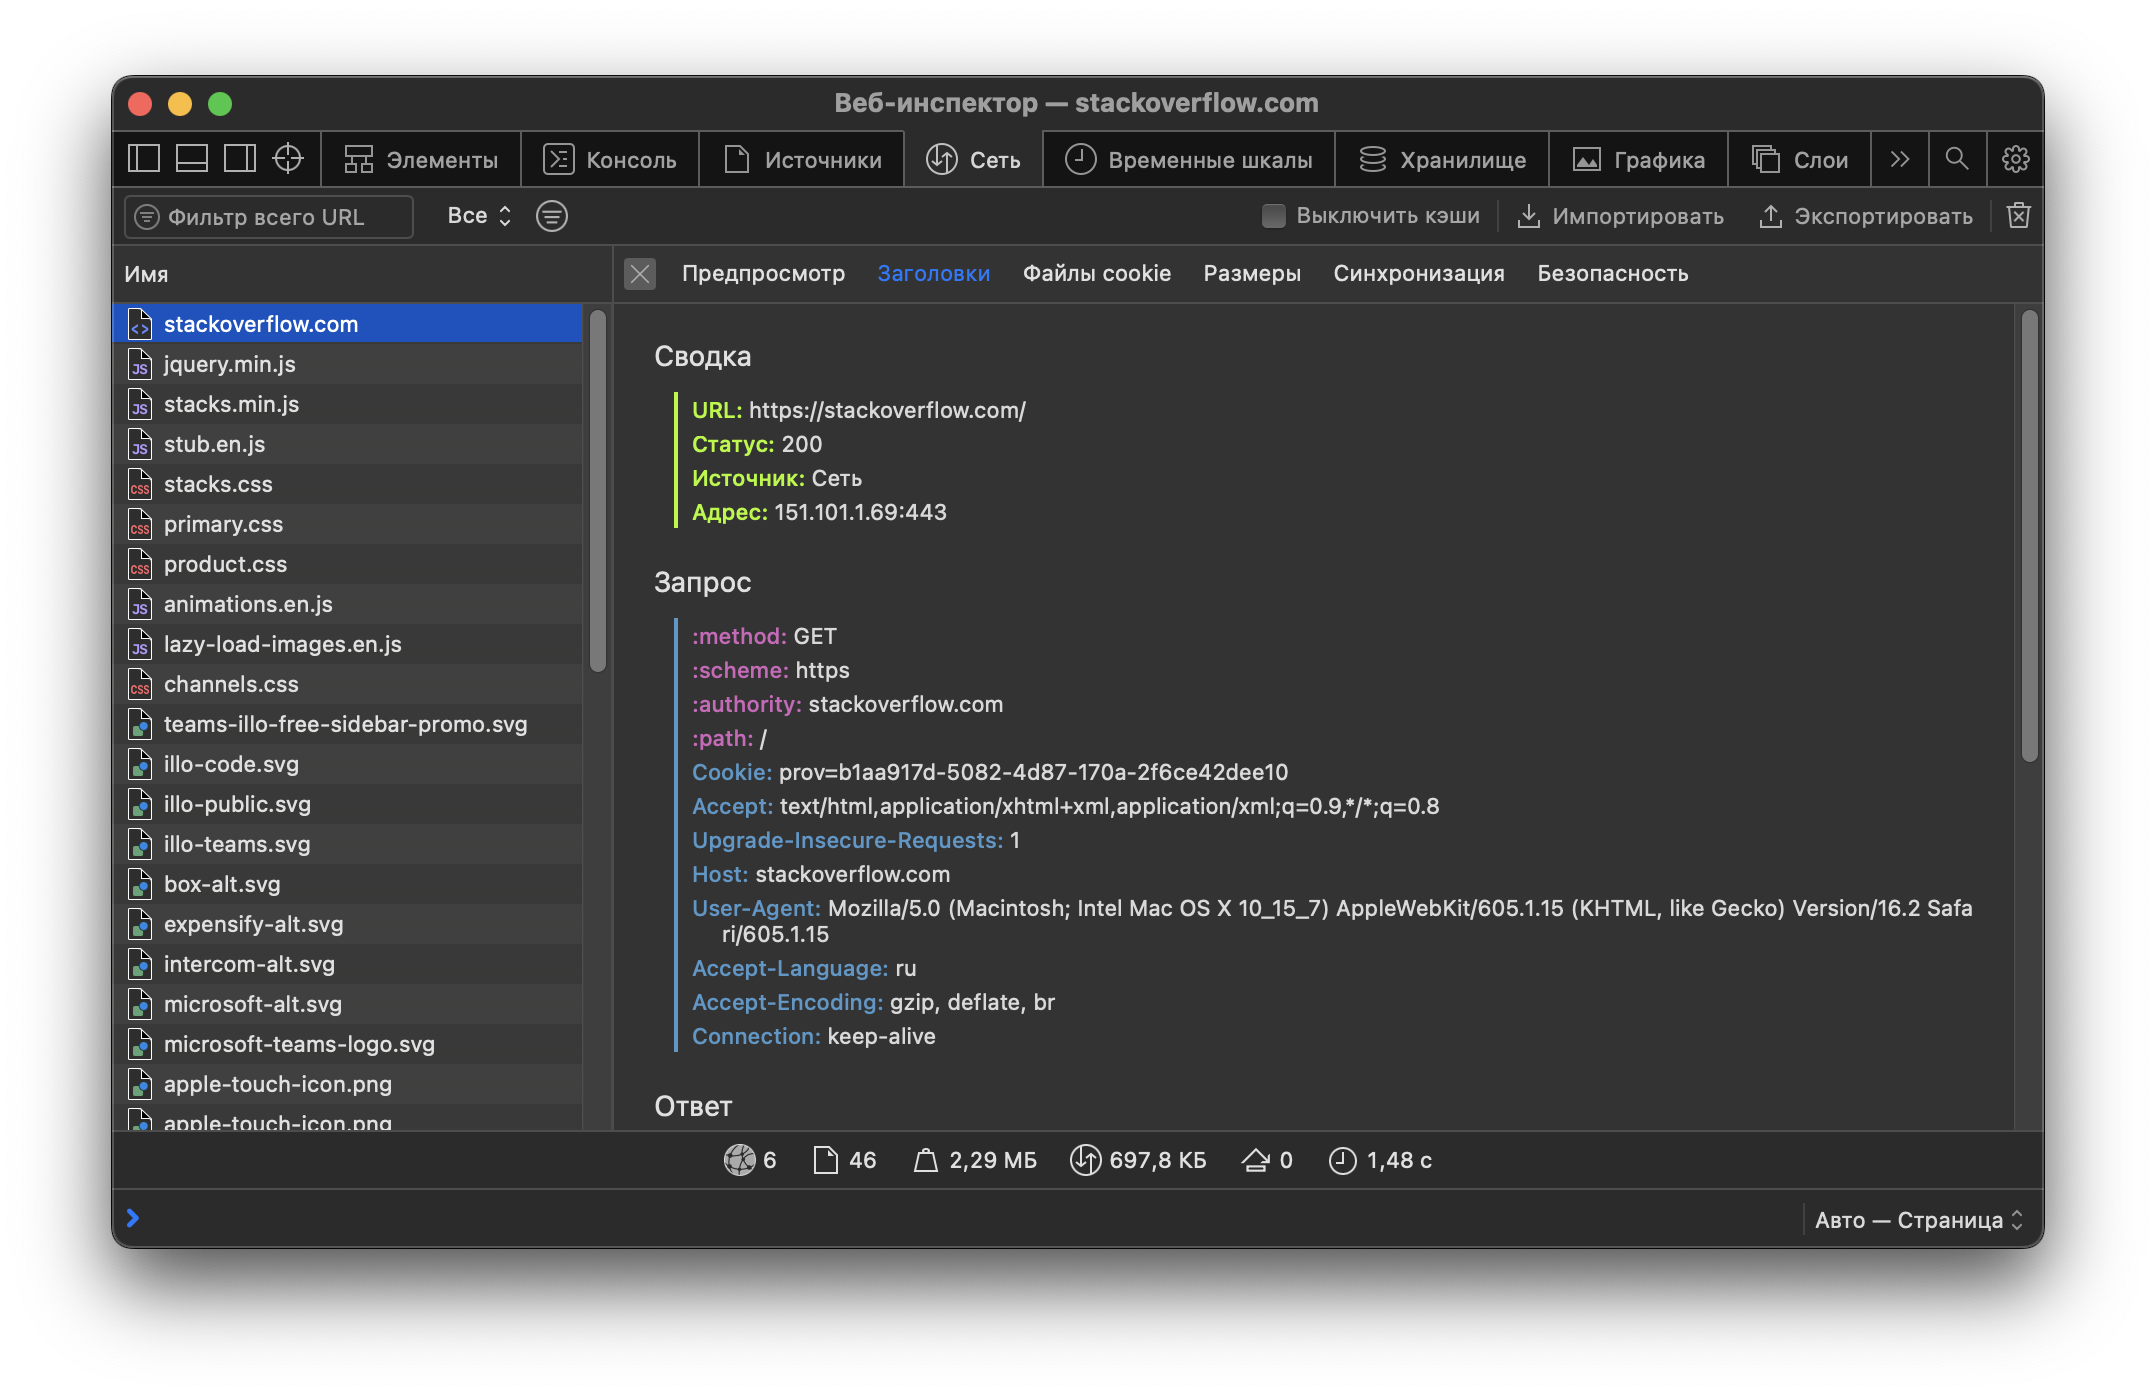 Веб-инспектор — stackoverflow.com
Элементы
Консоль
Источники
Сеть
Временные шкалы
Хранилище
Графика
Слои
Фильтр всего URL
Все
Выключить кэши
Импортировать
Экспортировать
Имя
Предпросмотр
Заголовки
Файлы cookie
Размеры
Синхронизация
Безопасность
stackoverflow.com
jquery.min.js
stacks.min.js
stub.en.js
stacks.css
primary.css
product.css
animations.en.js
lazy-load-images.en.js
channels.css
teams-illo-free-sidebar-promo.svg
illo-code.svg
illo-public.svg
illo-teams.svg
box-alt.svg
expensify-alt.svg
intercom-alt.svg
microsoft-alt.svg
microsoft-teams-logo.svg
apple-touch-icon.png
apple-touch-icon.png
Сводка
URL: https://stackoverflow.com/
Статус: 200
Источник: Сеть
Адрес: 151.101.1.69:443
Запрос
:method: GET
:scheme: https
:authority: stackoverflow.com
:path: /
Cookie: prov=b1aa917d-5082-4d87-170a-2f6ce42dee10
Accept: text/html,application/xhtml+xml,application/xml;q=0.9,*/*;q=0.8
Upgrade-Insecure-Requests: 1
Host: stackoverflow.com
User-Agent: Mozilla/5.0 (Macintosh; Intel Mac OS X 10_15_7) AppleWebKit/605.1.15 (KHTML, like Gecko) Version/16.2 Safa
ri/605.1.15
Accept-Language: ru
Accept-Encoding: gzip, deflate, br
Connection: keep-alive
Ответ
6
46
2,29 МБ
697,8 КБ
0
1,48 с
Авто — Страница